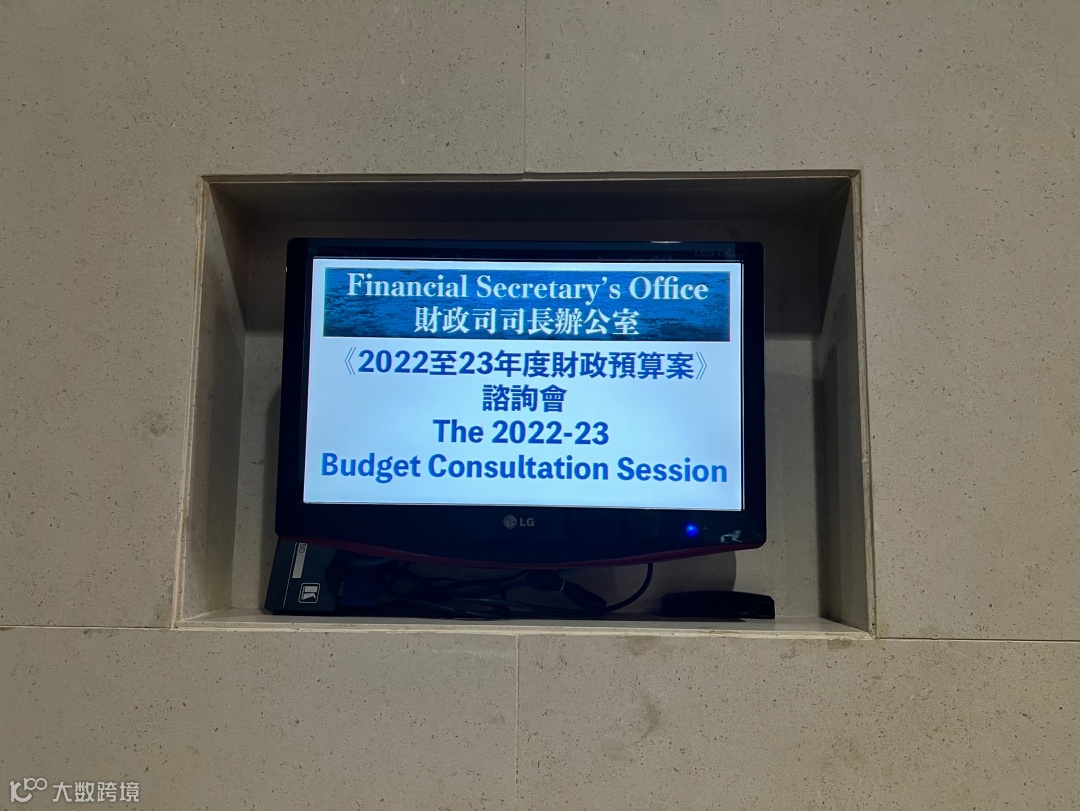 Financial Secretary's Office
財政司司長辦公室
《2022至23年度財政預算案》
諮詢會
The 2022-23
Budget Consultation Session
LG
大数跨境